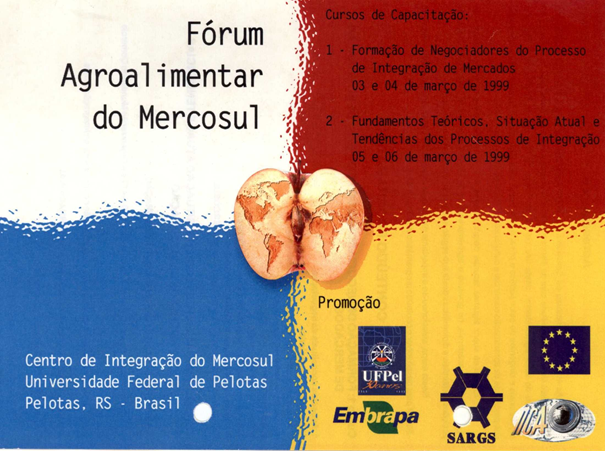 Fórum
Agroalimentar
do Mercosul
Cursos de Capacitação:
1 - Formação de Negociadores do Processo
de Integração de Mercados
03 e 04 de março de 1999
2 - Fundamentos Teóricos, Situação Atual e
Tendências dos Processos de Integração
05 e 06 de março de 1999
Promoção
Centro de Integração do Mercosul
Universidade Federal de Pelotas
Pelotas, RS - Brasil
UFPel
Embrapa
SARGS
IICA